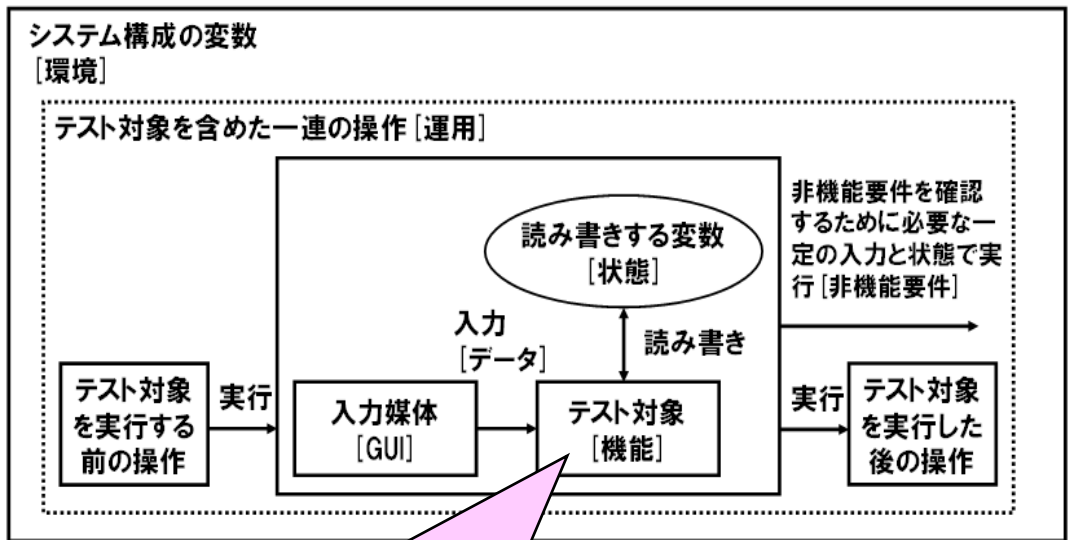 システム構成の変数
[環境]
テスト対象を含めた一連の操作[運用]
非機能要件を確認
するために必要な一
定の入力と状態で実
行[非機能要件]
読み書きする変数
[状態]
入力
[データ]
読み書き
テスト対象
を実行する
前の操作
実行
入力媒体
[GUI]
テスト対象
[機能]
実行
テスト対象
を実行した
後の操作